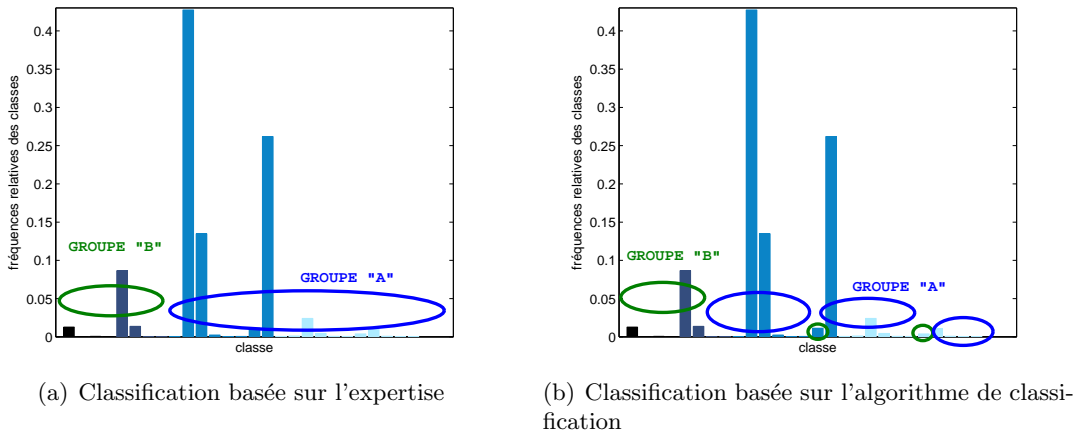 fréquences relatives des classes
0.4
0.35
0.3
0.25
0.2
0.15
0.1
0.05
0
GROUPE "B"
GROUPE "A"
classe
(a) Classification basée sur l'expertise
fréquences relatives des classes
0.4
0.35
0.3
0.25
0.2
0.15
0.1
0.05
0
GROUPE "B"
GROUPE "A"
classe
(b) Classification basée sur l'algorithme de classi-
fication